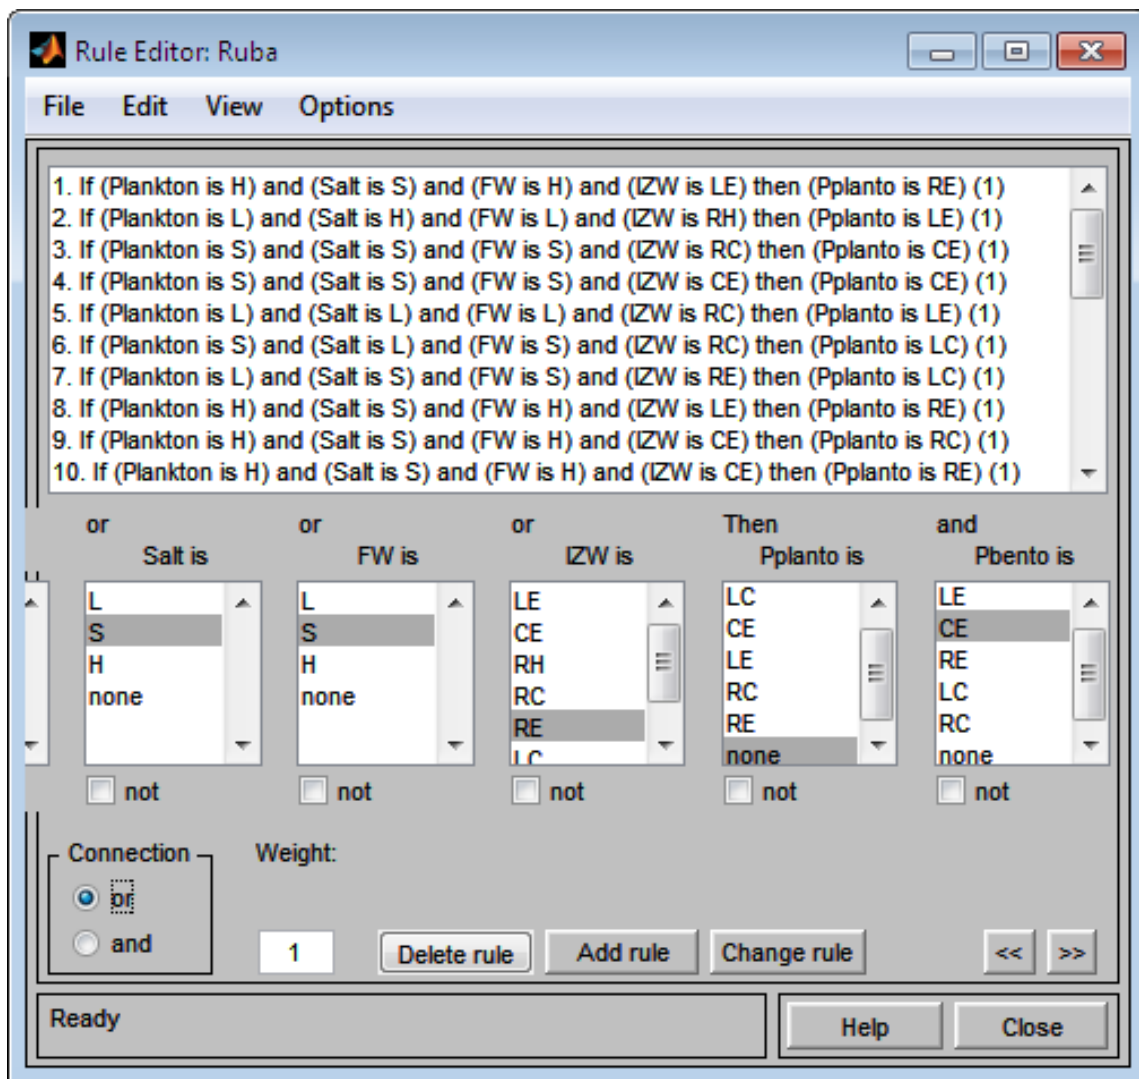 Rule Editor: Ruba
File Edit View Options
1. If (Plankton is H) and (Salt is S) and (FW is H) and (IZW is LE) then (Pplanto is RE) (1)
2. If (Plankton is L) and (Salt is H) and (FW is L) and (IZW is RH) then (Pplanto is LE) (1)
3. If (Plankton is S) and (Salt is S) and (FW is S) and (IZW is RC) then (Pplanto is CE) (1)
4. If (Plankton is S) and (Salt is S) and (FW is S) and (IZW is CE) then (Pplanto is CE) (1)
5. If (Plankton is L) and (Salt is L) and (FW is L) and (IZW is RC) then (Pplanto is LE) (1)
6. If (Plankton is S) and (Salt is L) and (FW is S) and (IZW is RC) then (Pplanto is LC) (1)
7. If (Plankton is L) and (Salt is S) and (FW is S) and (IZW is RE) then (Pplanto is LC) (1)
8. If (Plankton is H) and (Salt is S) and (FW is H) and (IZW is LE) then (Pplanto is RE) (1)
9. If (Plankton is H) and (Salt is S) and (FW is H) and (IZW is CE) then (Pplanto is RC) (1)
10. If (Plankton is H) and (Salt is S) and (FW is H) and (IZW is CE) then (Pplanto is RE) (1)
or or or Then and
Salt is FW is IZW is Pplanto is Pbento is
L L LE LC LE
S S CE CE CE
H H RH LE RE
none none RC RC LC
RE RE RC
LC none none
not not not not not
Connection Weight:
or
and 1 Delete rule Add rule Change rule << >>
Ready Help Close